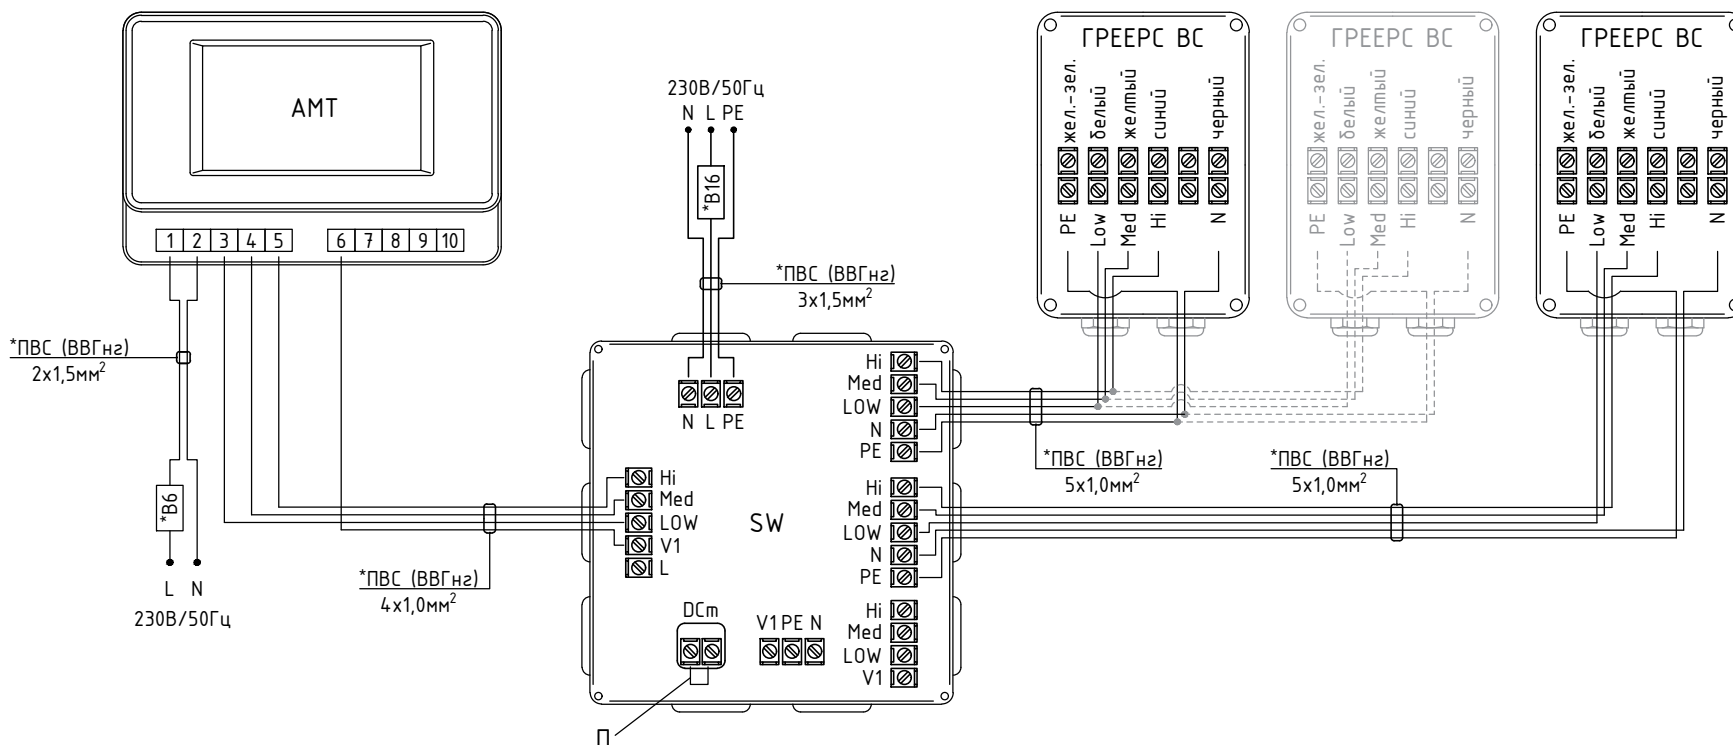 АМТ
1 2 3 4 5 6 7 8 9 10
*ПВС (ВВГнг)
2х1,5мм²
*В6
L N
230В/50Гц
*ПВС (ВВГнг)
4х1,0мм²
230В/50Гц
N L PE
*В16
*ПВС (ВВГнг)
3х1,5мм²
N L PE
SW
Hi
Med
LOW
V1
L
DCm
V1 PE N
П
Hi
Med
LOW
N
PE
Hi
Med
LOW
N
PE
Hi
Med
LOW
V1
*ПВС (ВВГнг)
5х1,0мм²
*ПВС (ВВГнг)
5х1,0мм²
ГРЕЕРС ВС
жел.-зел.
белый
желтый
синий
черный
PE
Low
Med
Hi
N
ГРЕЕРС ВС
жел.-зел.
белый
желтый
синий
черный
PE
Low
Med
Hi
N
ГРЕЕРС ВС
жел.-зел.
белый
желтый
синий
черный
PE
Low
Med
Hi
N